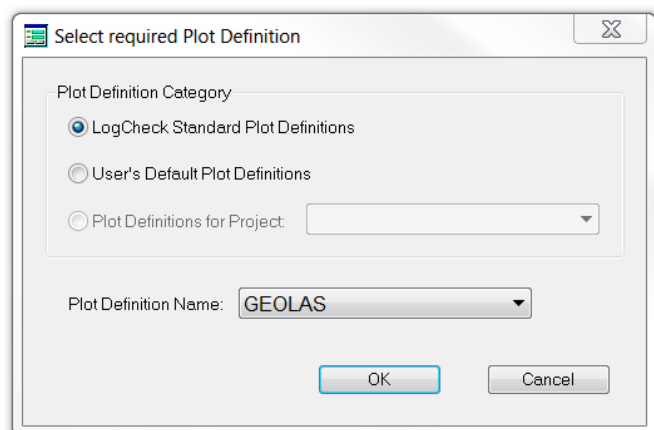 Select required Plot Definition
Plot Definition Category
LogCheck Standard Plot Definitions
User's Default Plot Definitions
Plot Definitions for Project:
Plot Definition Name: GEOLAS
OK Cancel